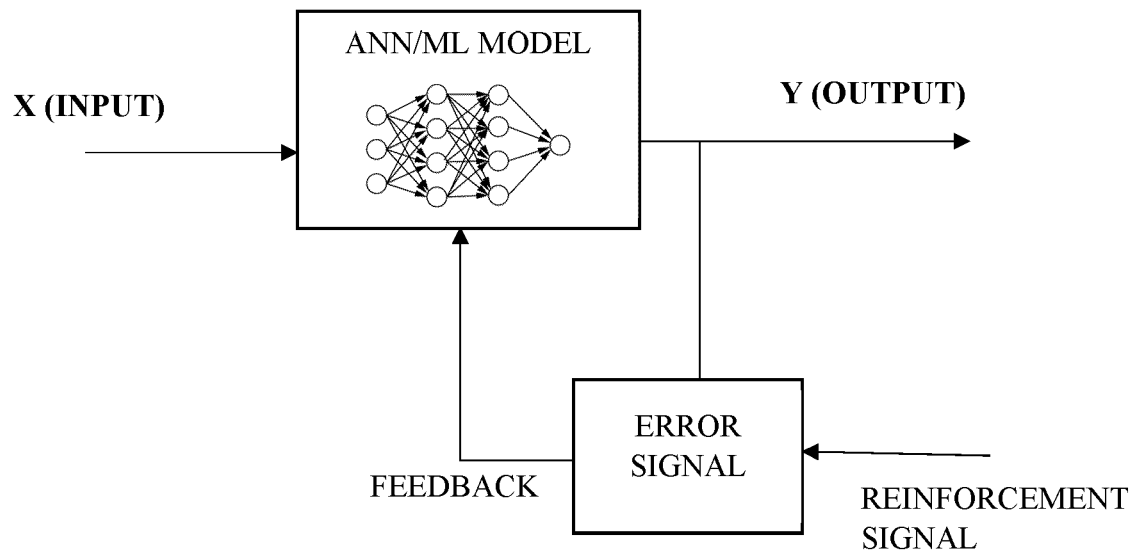 ANN/ML MODEL
X (INPUT)
Y (OUTPUT)
ERROR
SIGNAL
FEEDBACK
REINFORCEMENT
SIGNAL